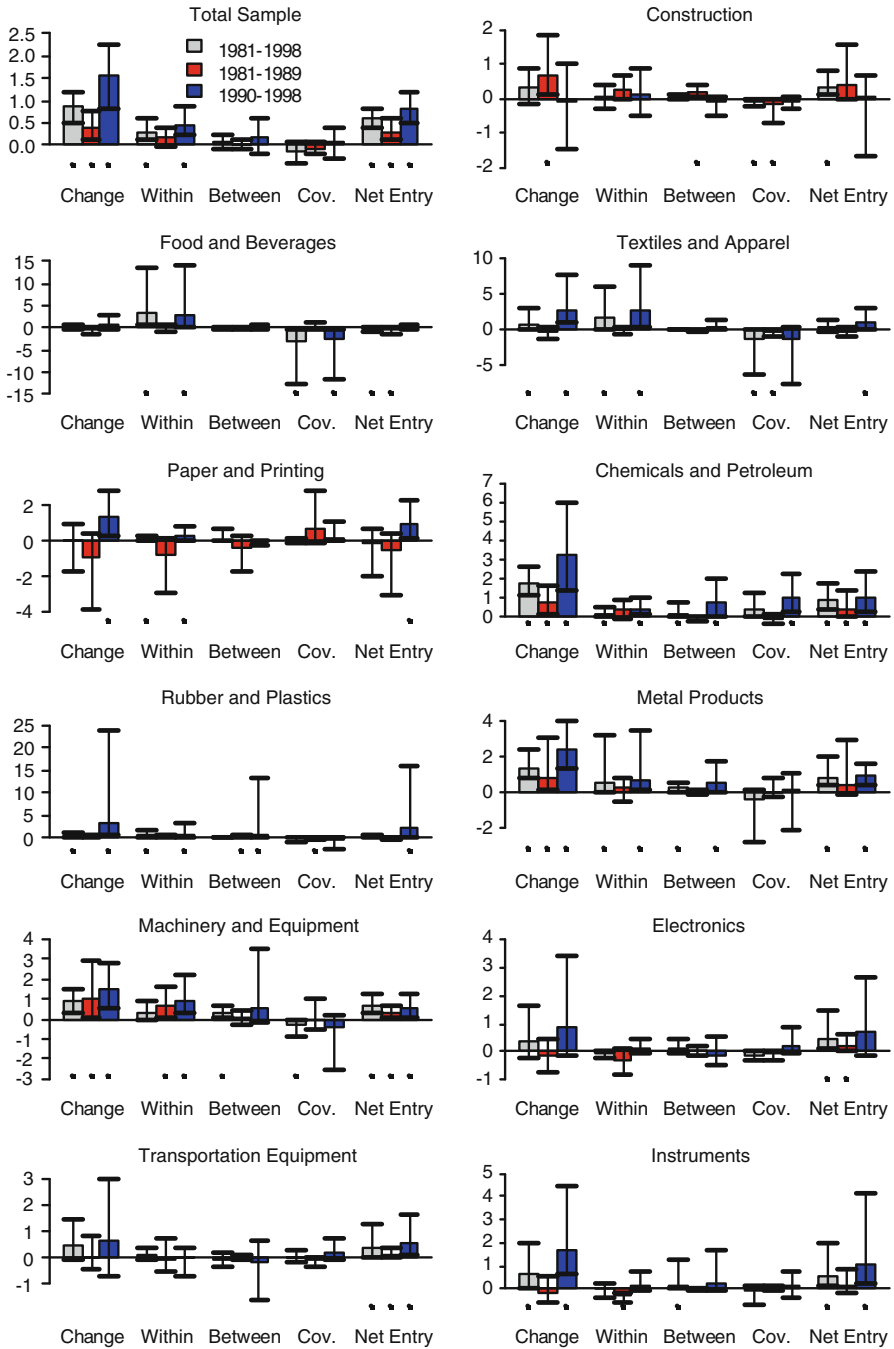 Total Sample
2.5
2.0
1.5
1.0
0.5
0.0
1981-1998
1981-1989
1990-1998
* * * * * * * * *
Change Within Between Cov. Net Entry
Construction
2
1
0
-1
-2
* * * *
Change Within Between Cov. Net Entry
Food and Beverages
15
10
5
0
-5
-10
-15
* * * * * *
Change Within Between Cov. Net Entry
Textiles and Apparel
10
5
0
-5
* * * * * * *
Change Within Between Cov. Net Entry
Paper and Printing
2
0
-2
-4
* * *
Change Within Between Cov. Net Entry
Chemicals and Petroleum
7
6
5
4
3
2
1
0
* * * * * * * * * * * *
Change Within Between Cov. Net Entry
Rubber and Plastics
25
20
15
10
5
0
* * * * * * *
Change Within Between Cov. Net Entry
Metal Products
4
2
0
-2
* * * * * * * * *
Change Within Between Cov. Net Entry
Machinery and Equipment
4
3
2
1
0
-1
-2
-3
* * * * * * * * * *
Change Within Between Cov. Net Entry
Electronics
4
3
2
1
0
-1
* *
Change Within Between Cov. Net Entry
Transportation Equipment
3
2
1
0
-1
* * *
Change Within Between Cov. Net Entry
Instruments
5
4
3
2
1
0
* * * * * *
Change Within Between Cov. Net Entry